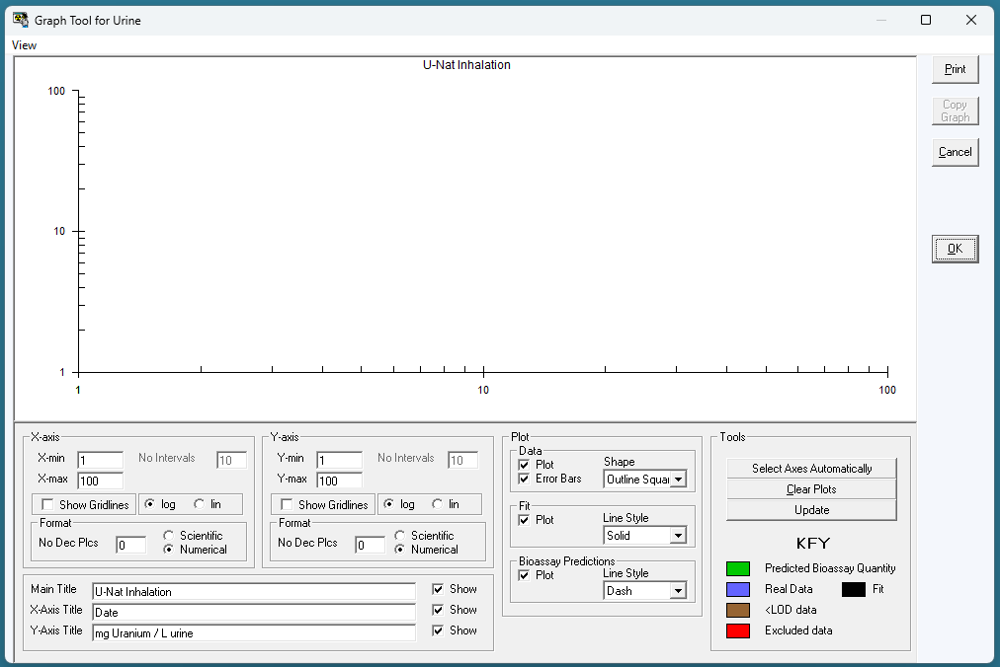 Graph Tool for Urine
View
U-Nat Inhalation
100
10
1
1 10 100
Print
Copy
Graph
Cancel
OK
X-axis
X-min 1 No Intervals 10
X-max 100
Show Gridlines log lin
Format
No Dec Plcs 0 Scientific
Numerical
Y-axis
Y-min 1 No Intervals 10
Y-max 100
Show Gridlines log lin
Format
No Dec Plcs 0 Scientific
Numerical
Main Title U-Nat Inhalation Show
X-Axis Title Date Show
Y-Axis Title mg Uranium / L urine Show
Plot
Data
Plot Shape
Error Bars Outline Squar
Fit
Plot Line Style
Solid
Bioassay Predictions
Plot Line Style
Dash
Tools
Select Axes Automatically
Clear Plots
Update
KEY
Predicted Bioassay Quantity
Real Data Fit
<LOD data
Excluded data